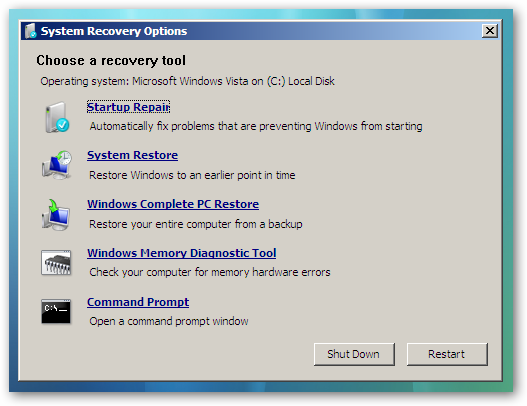 System Recovery Options
Choose a recovery tool
Operating system: Microsoft Windows Vista on (C:) Local Disk
Startup Repair
Automatically fix problems that are preventing Windows from starting
System Restore
Restore Windows to an earlier point in time
Windows Complete PC Restore
Restore your entire computer from a backup
Windows Memory Diagnostic Tool
Check your computer for memory hardware errors
C:\_
Command Prompt
Open a command prompt window
Shut Down
Restart